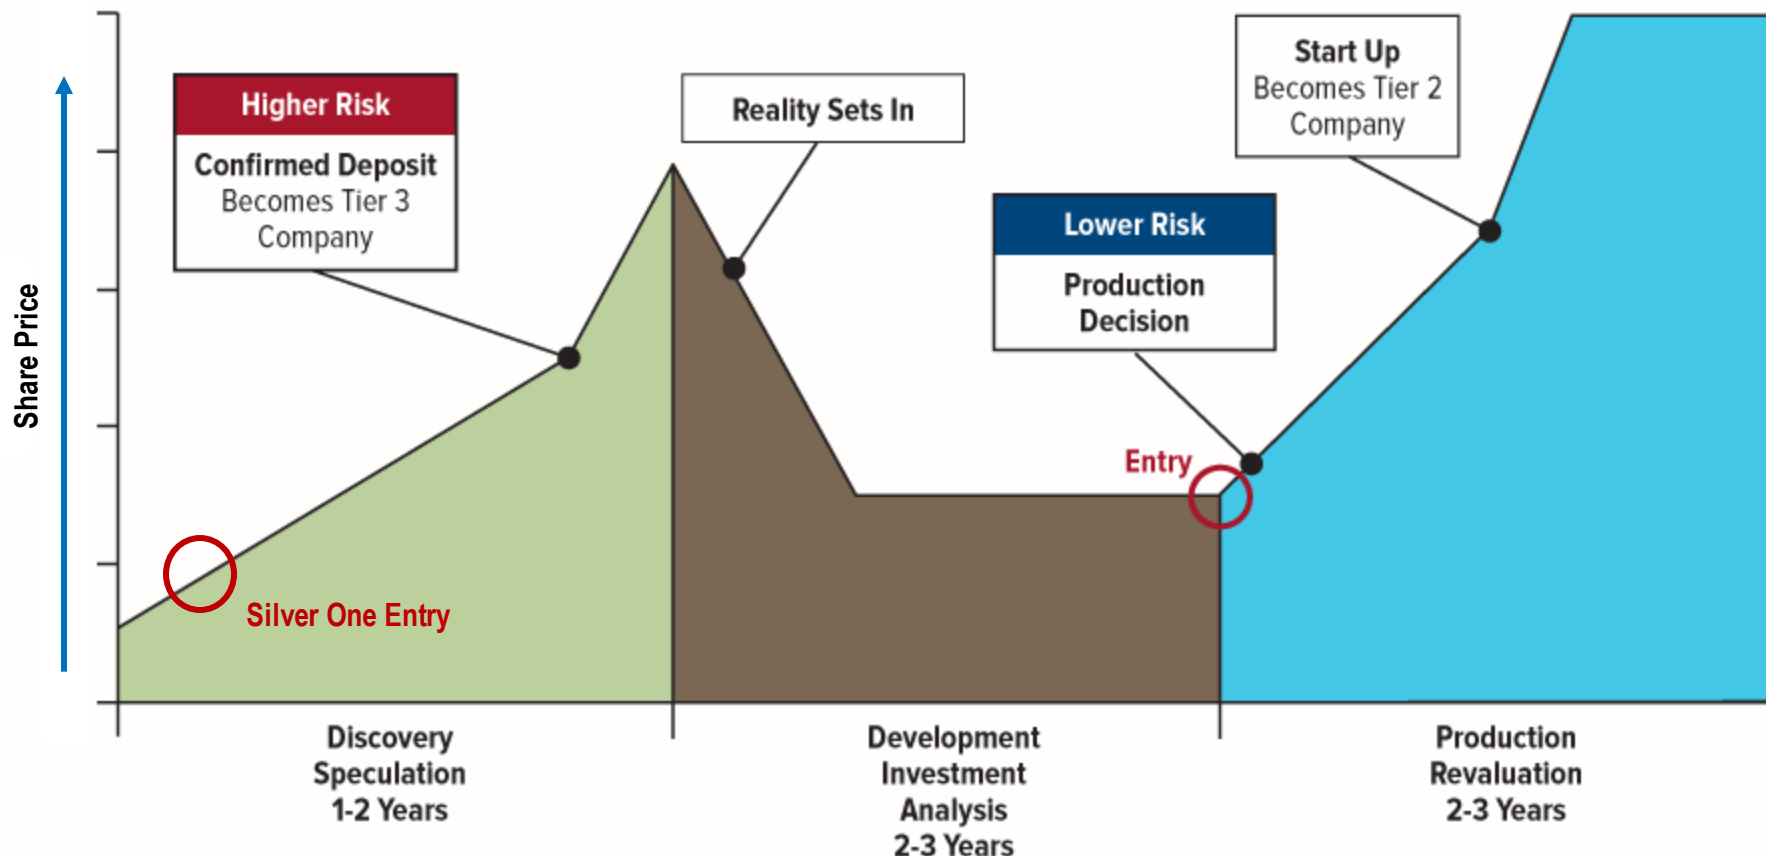 Higher Risk
Confirmed Deposit
Becomes Tier 3
Company
Reality Sets In
Start Up
Becomes Tier 2
Company
Lower Risk
Production
Decision
Share Price
Entry
Silver One Entry
Discovery
Speculation
1-2 Years
Development
Investment
Analysis
2-3 Years
Production
Revaluation
2-3 Years